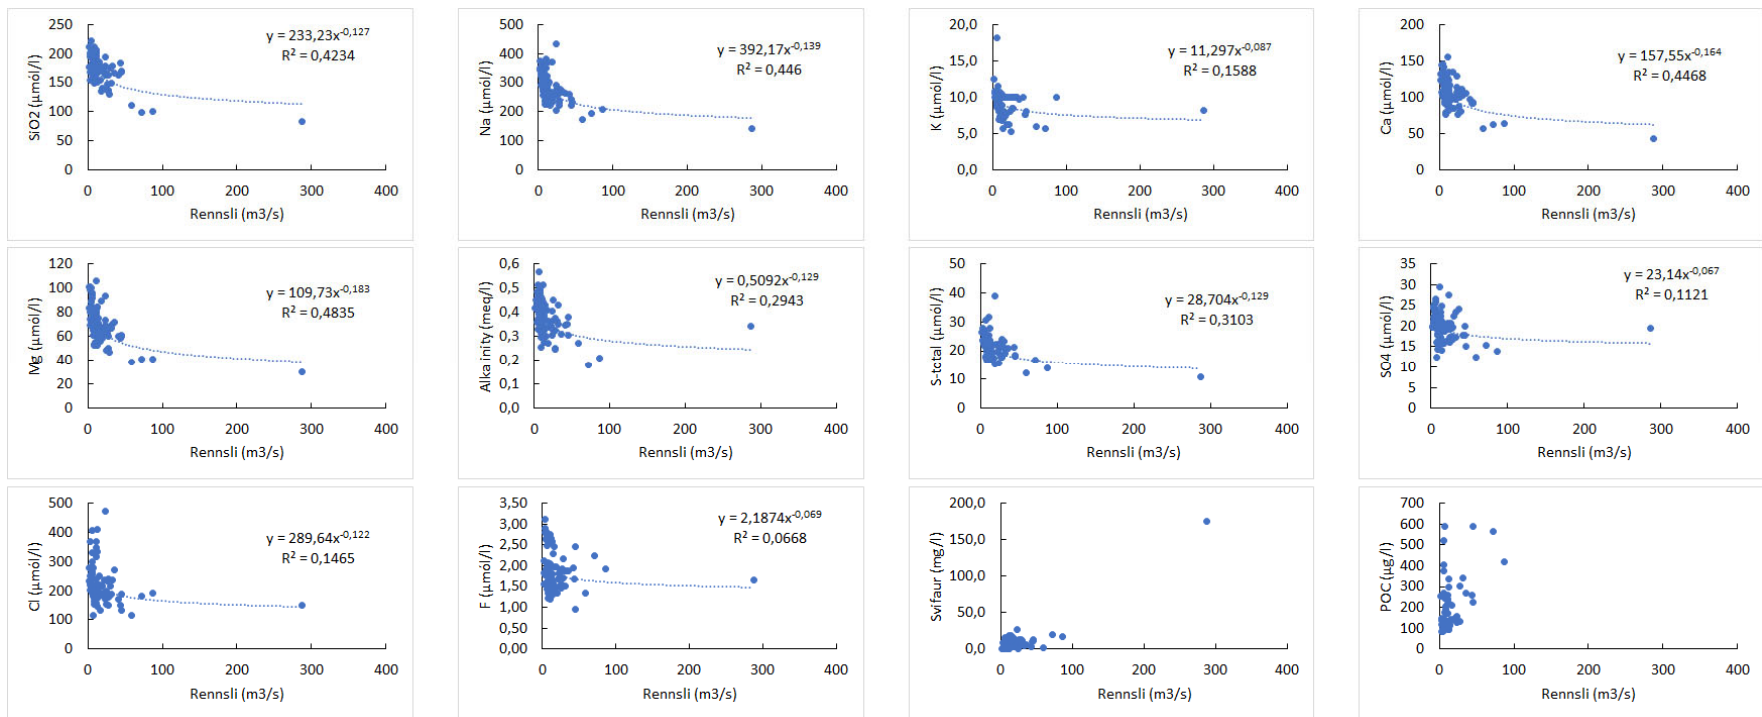 SiO2 (µmól/l)
250
200
150
100
50
0
y = 233,23x^-0,127
R² = 0,4234
0 100 200 300 400
Rennsli (m3/s)
Na (µmól/l)
500
400
300
200
100
0
y = 392,17x^-0,139
R² = 0,446
0 100 200 300 400
Rennsli (m3/s)
K (µmól/l)
20,0
15,0
10,0
5,0
0,0
y = 11,297x^-0,087
R² = 0,1588
0 100 200 300 400
Rennsli (m3/s)
Ca (µmól/l)
200
150
100
50
0
y = 157,55x^-0,164
R² = 0,4468
0 100 200 300 400
Rennsli (m3/s)
Mg (µmól/l)
120
100
80
60
40
20
0
y = 109,73x^-0,183
R² = 0,4835
0 100 200 300 400
Rennsli (m3/s)
Alkalinity (meq/l)
0,6
0,5
0,4
0,3
0,2
0,1
0,0
y = 0,5092x^-0,129
R² = 0,2943
0 100 200 300 400
Rennsli (m3/s)
S-total (µmól/l)
50
40
30
20
10
0
y = 28,704x^-0,129
R² = 0,3103
0 100 200 300 400
Rennsli (m3/s)
SO4 (µmól/l)
35
30
25
20
15
10
5
0
y = 23,14x^-0,067
R² = 0,1121
0 100 200 300 400
Rennsli (m3/s)
Cl (µmól/l)
500
400
300
200
100
0
y = 289,64x^-0,122
R² = 0,1465
0 100 200 300 400
Rennsli (m3/s)
F (µmól/l)
3,50
3,00
2,50
2,00
1,50
1,00
0,50
0,00
y = 2,1874x^-0,069
R² = 0,0668
0 100 200 300 400
Rennsli (m3/s)
Svifaur (mg/l)
200,0
150,0
100,0
50,0
0,0
0 100 200 300 400
Rennsli (m3/s)
POC (µg/l)
700
600
500
400
300
200
100
0
0 100 200 300 400
Rennsli (m3/s)